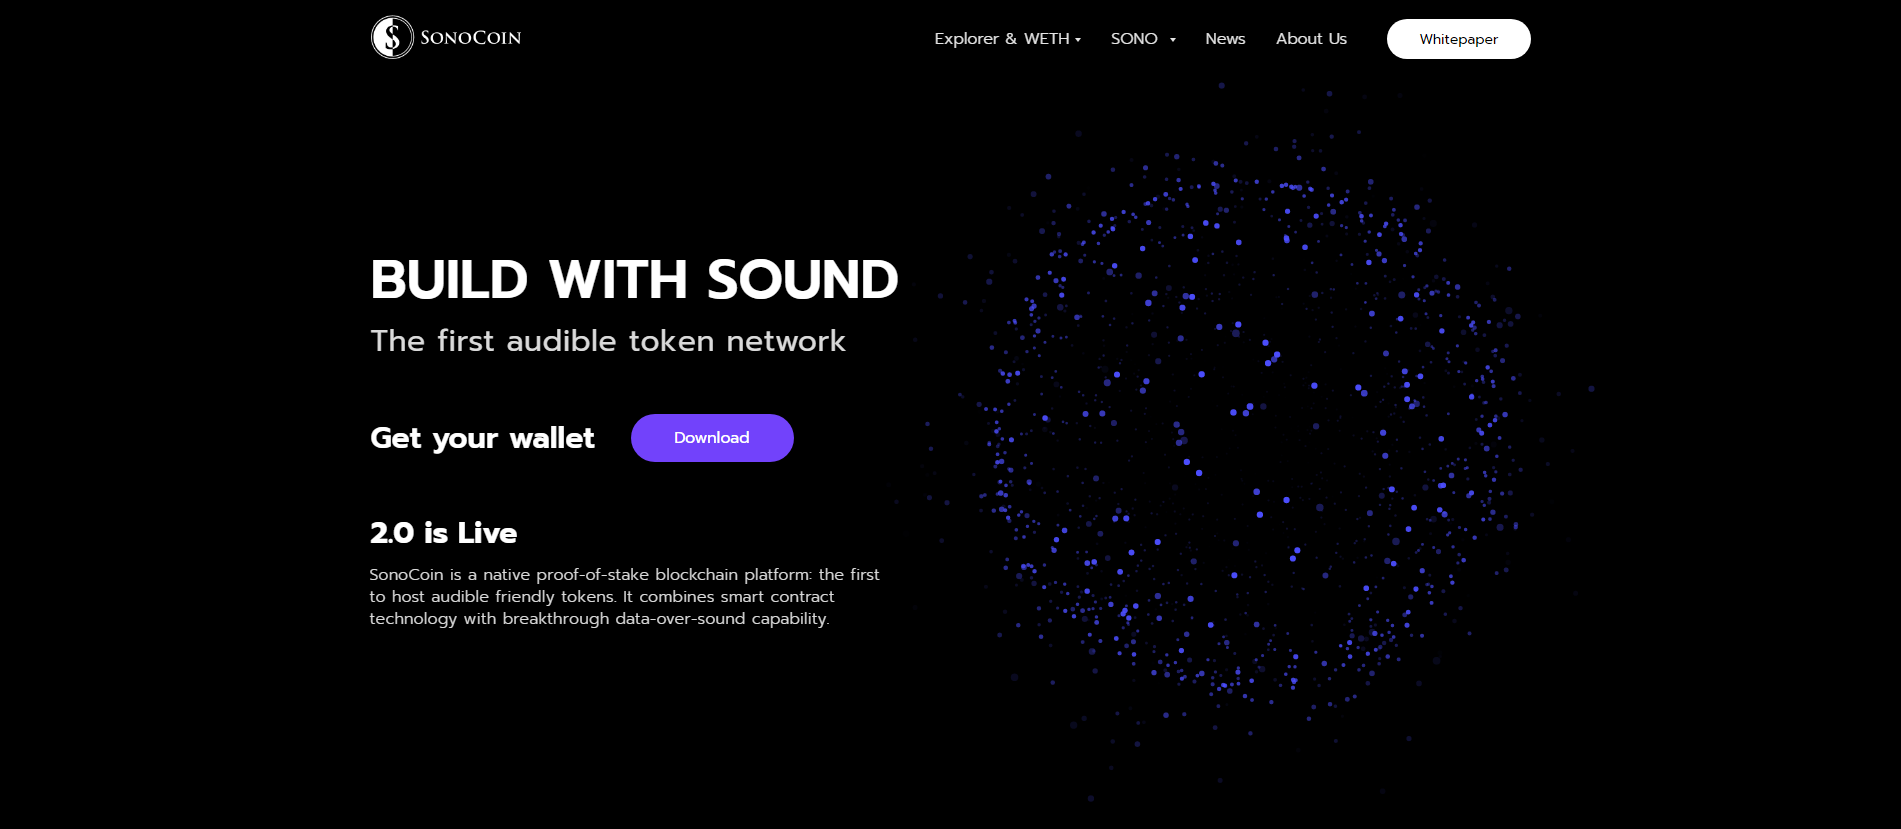 SONOCOIN
Explorer & WETH
SONO
News
About Us
Whitepaper
BUILD WITH SOUND
The first audible token network
Get your wallet
Download
2.0 is Live
SonoCoin is a native proof-of-stake blockchain platform: the first
to host audible friendly tokens. It combines smart contract
technology with breakthrough data-over-sound capability.